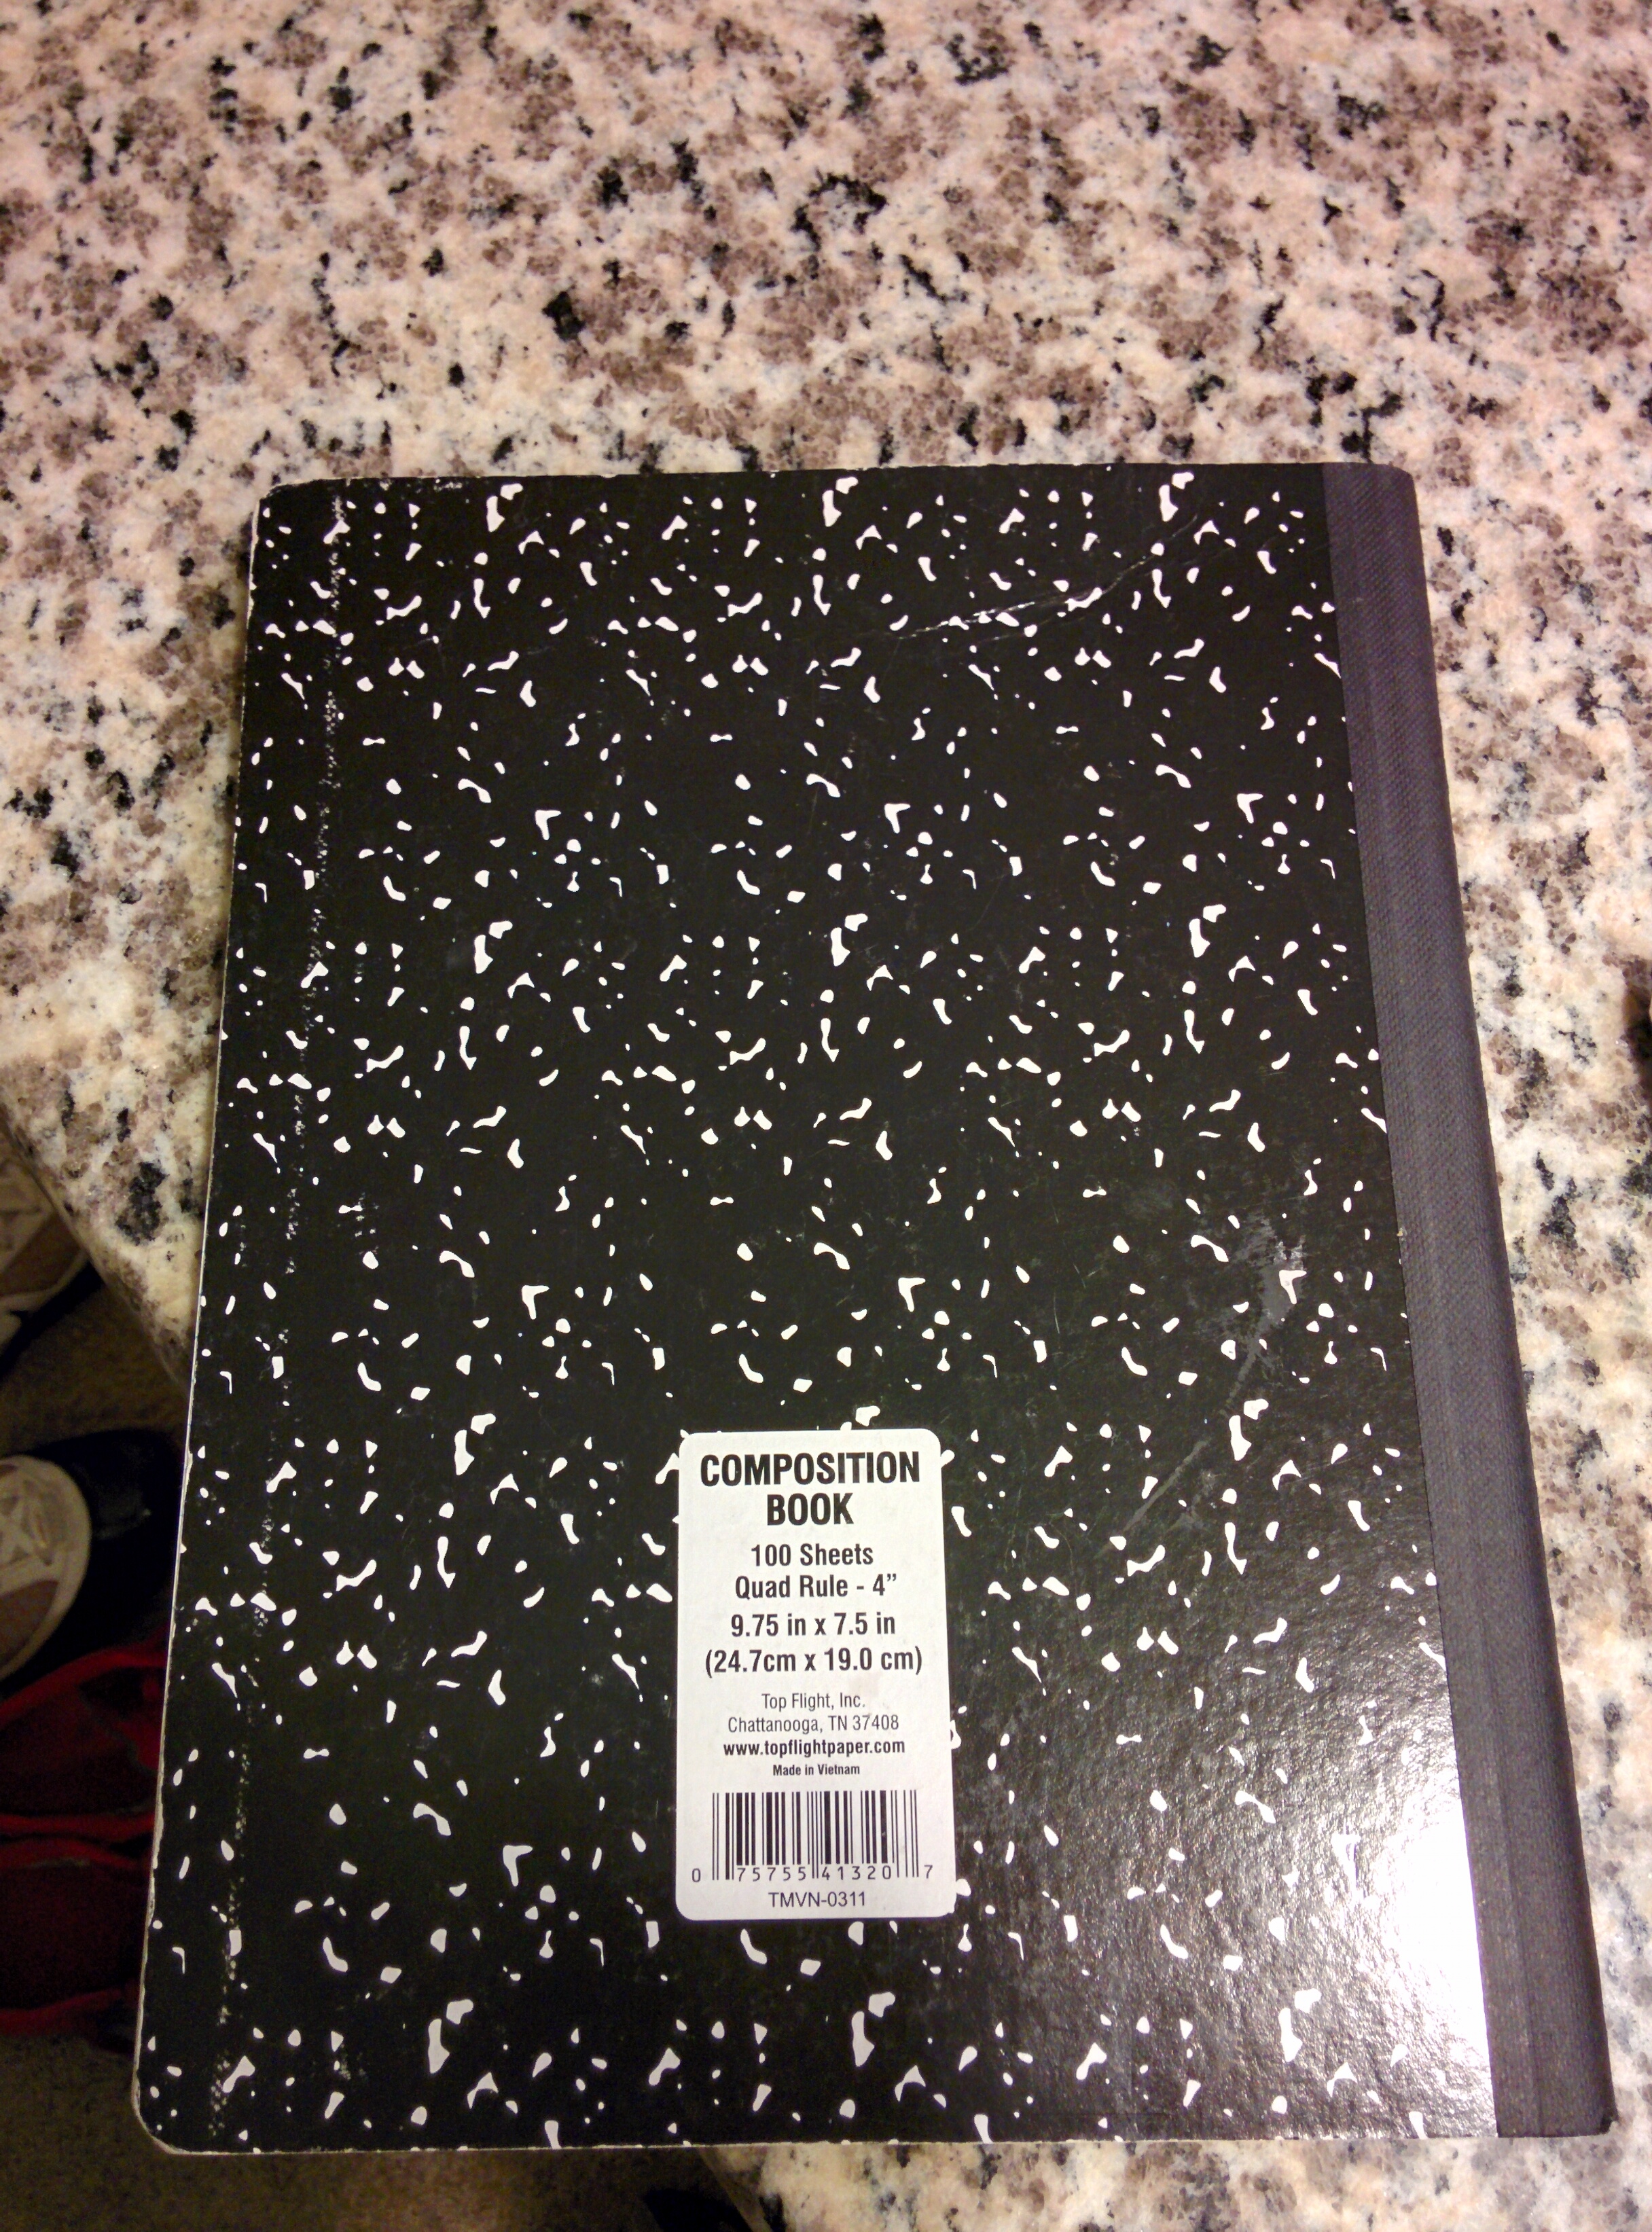 COMPOSITION
BOOK
100 Sheets
Quad Rule - 4”
9.75 in x 7.5 in
(24.7cm x 19.0 cm)
Top Flight, Inc.
Chattanooga, TN 37408
www.topflightpaper.com
Made in Vietnam
0 75755 41320 7
TMVN-0311